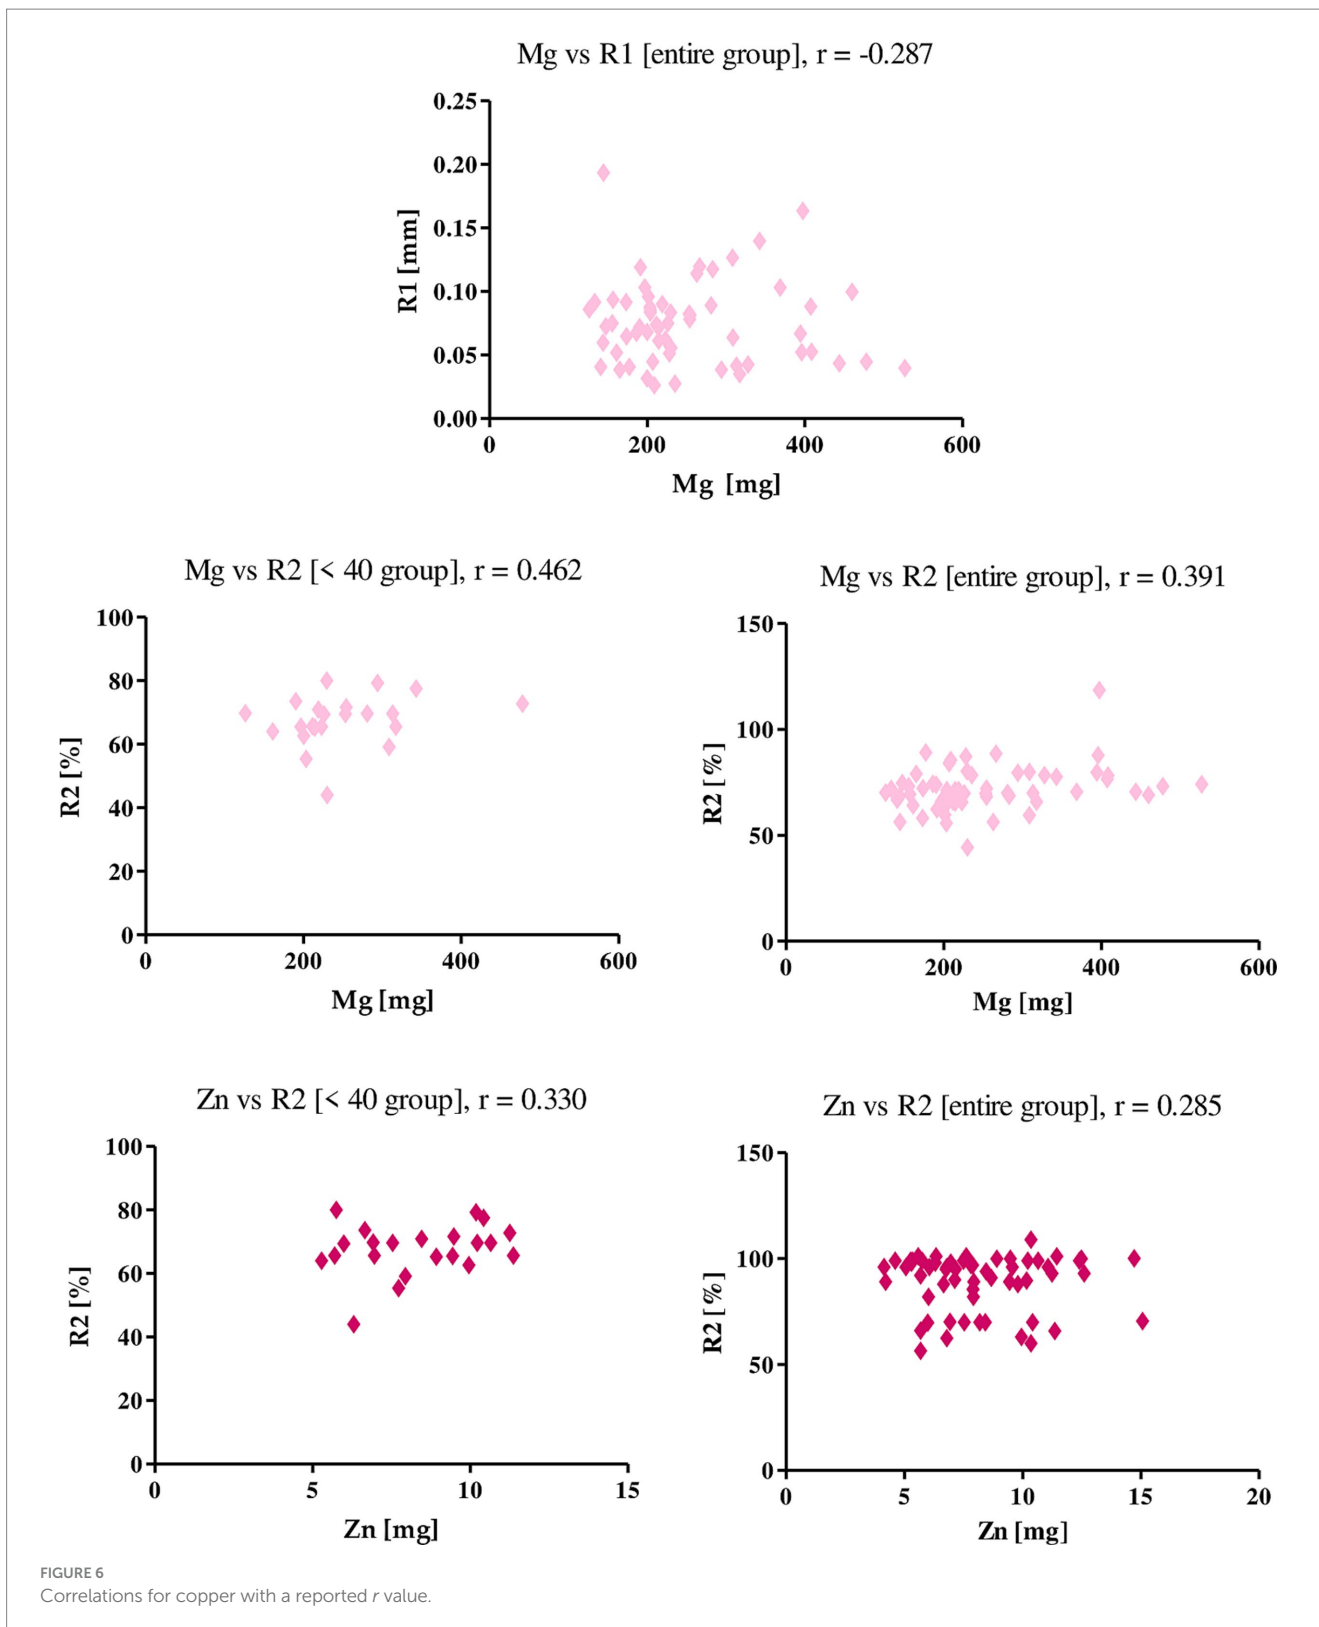 Mg vs R1 [entire group], r = -0.287
0.25
0.20
0.15
0.10
0.05
0.00
R1 [mm]
0 200 400 600
Mg [mg]
Mg vs R2 [< 40 group], r = 0.462
100
80
60
40
20
0
R2 [%]
0 200 400 600
Mg [mg]
Mg vs R2 [entire group], r = 0.391
150
100
50
0
R2 [%]
0 200 400 600
Mg [mg]
Zn vs R2 [< 40 group], r = 0.330
100
80
60
40
20
0
R2 [%]
0 5 10 15
Zn [mg]
Zn vs R2 [entire group], r = 0.285
150
100
50
0
R2 [%]
0 5 10 15 20
Zn [mg]
FIGURE 6
Correlations for copper with a reported r value.